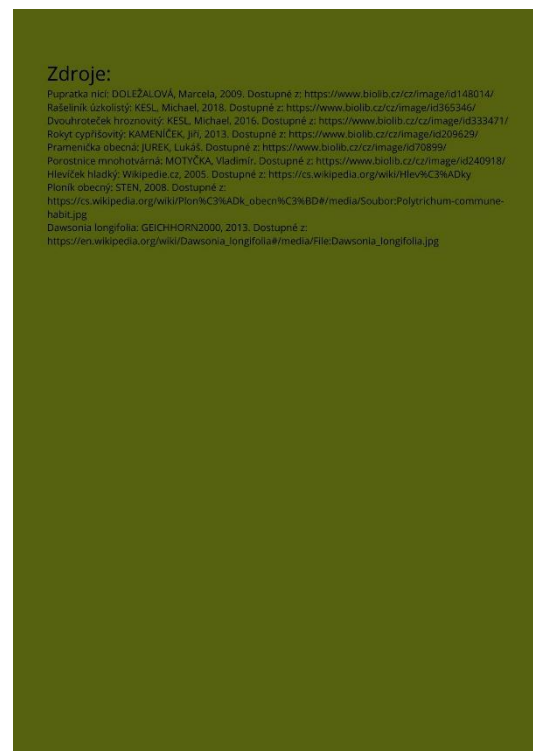 Zdroje:
Pupratka nící: DOLEŽALOVÁ, Marcela, 2009. Dostupné z: https://www.biolib.cz/cz/image/id148014/
Rašeliník úzkolistý: KESL, Michael, 2018. Dostupné z: https://www.biolib.cz/cz/image/id365346/
Dvouhroteček hroznovitý: KESL, Michael, 2016. Dostupné z: https://www.biolib.cz/cz/image/id333471/
Rokyt cypřišovitý: KAMENÍČEK. Jiří, 2013. Dostupné z: https://www.biolib.cz/cz/image/id209629/
Prameníčka obecná: JUREK, Lukáš. Dostupné z: https://www.biolib.cz/cz/image/id70899/
Porostnice mnohotvárná: MOTYČKA, Vladimír. Dostupné z: https://www.biolib.cz/cz/image/id240918/
Hlevíček hladký: Wikipedie.cz, 2005. Dostupné z: https://cs.wikipedia.org/wiki/Hlev%C3%ADky
Ploník obecný: STEN, 2008. Dostupné z:
https://cs.wikipedia.org/wiki/Plon%C3%ADk_obecn%C3%BD#/media/Soubor:Polytrichum-commune-
habit.jpg
Dawsonia longifolia: GEICHHORN2000, 2013. Dostupné z:
https://en.wikipedia.org/wiki/Dawsonia_longifolia#/media/File:Dawsonia_longifolia.jpg